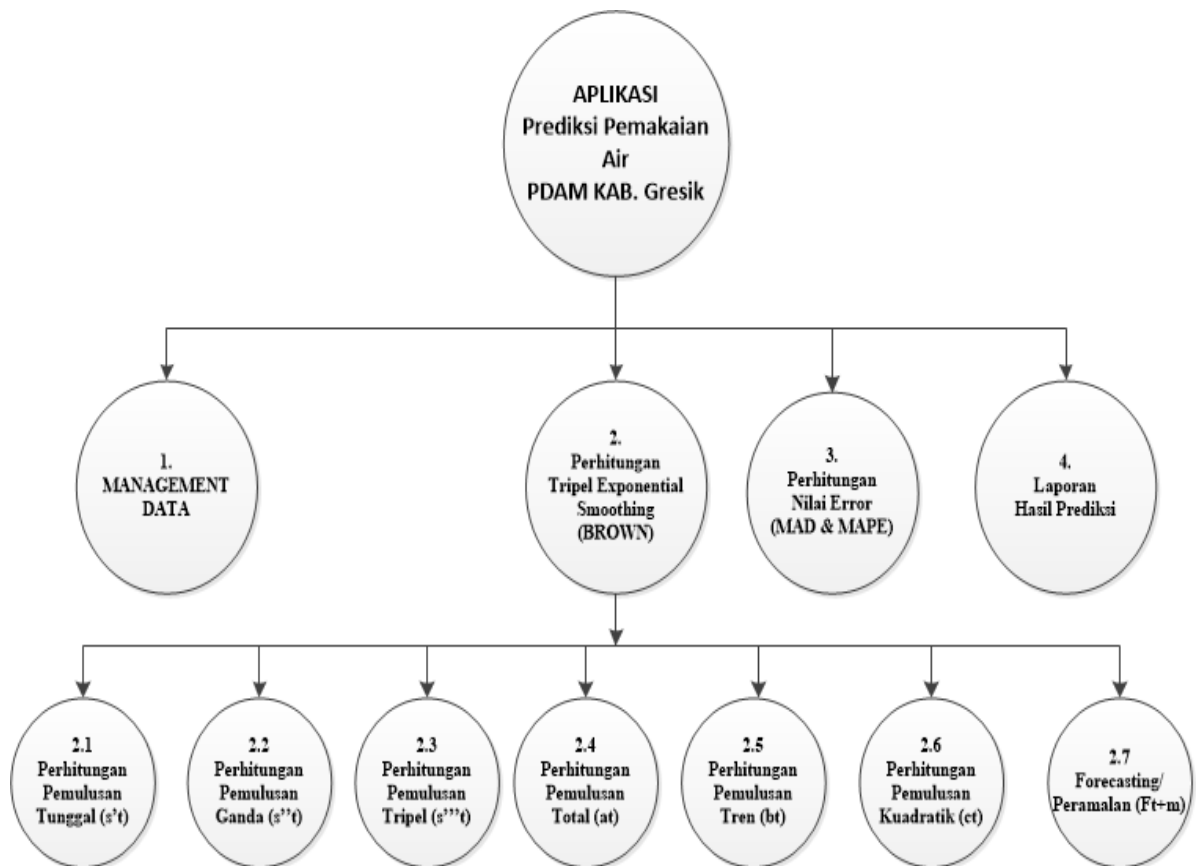 APLIKASI
Prediksi Pemakaian
Air
PDAM KAB. Gresik
1.
MANAGEMENT
DATA
2.
Perhitungan
Tripel Exponential
Smoothing
(BROWN)
3.
Perhitungan
Nilai Error
(MAD & MAPE)
4.
Laporan
Hasil Prediksi
2.1
Perhitungan
Pemulusan
Tunggal (s't)
2.2
Perhitungan
Pemulusan
Ganda (s''t)
2.3
Perhitungan
Pemulusan
Tripel (s'''t)
2.4
Perhitungan
Pemulusan
Total (at)
2.5
Perhitungan
Pemulusan
Tren (bt)
2.6
Perhitungan
Pemulusan
Kuadratik (ct)
2.7
Forecasting/
Peramalan (Ft+m)